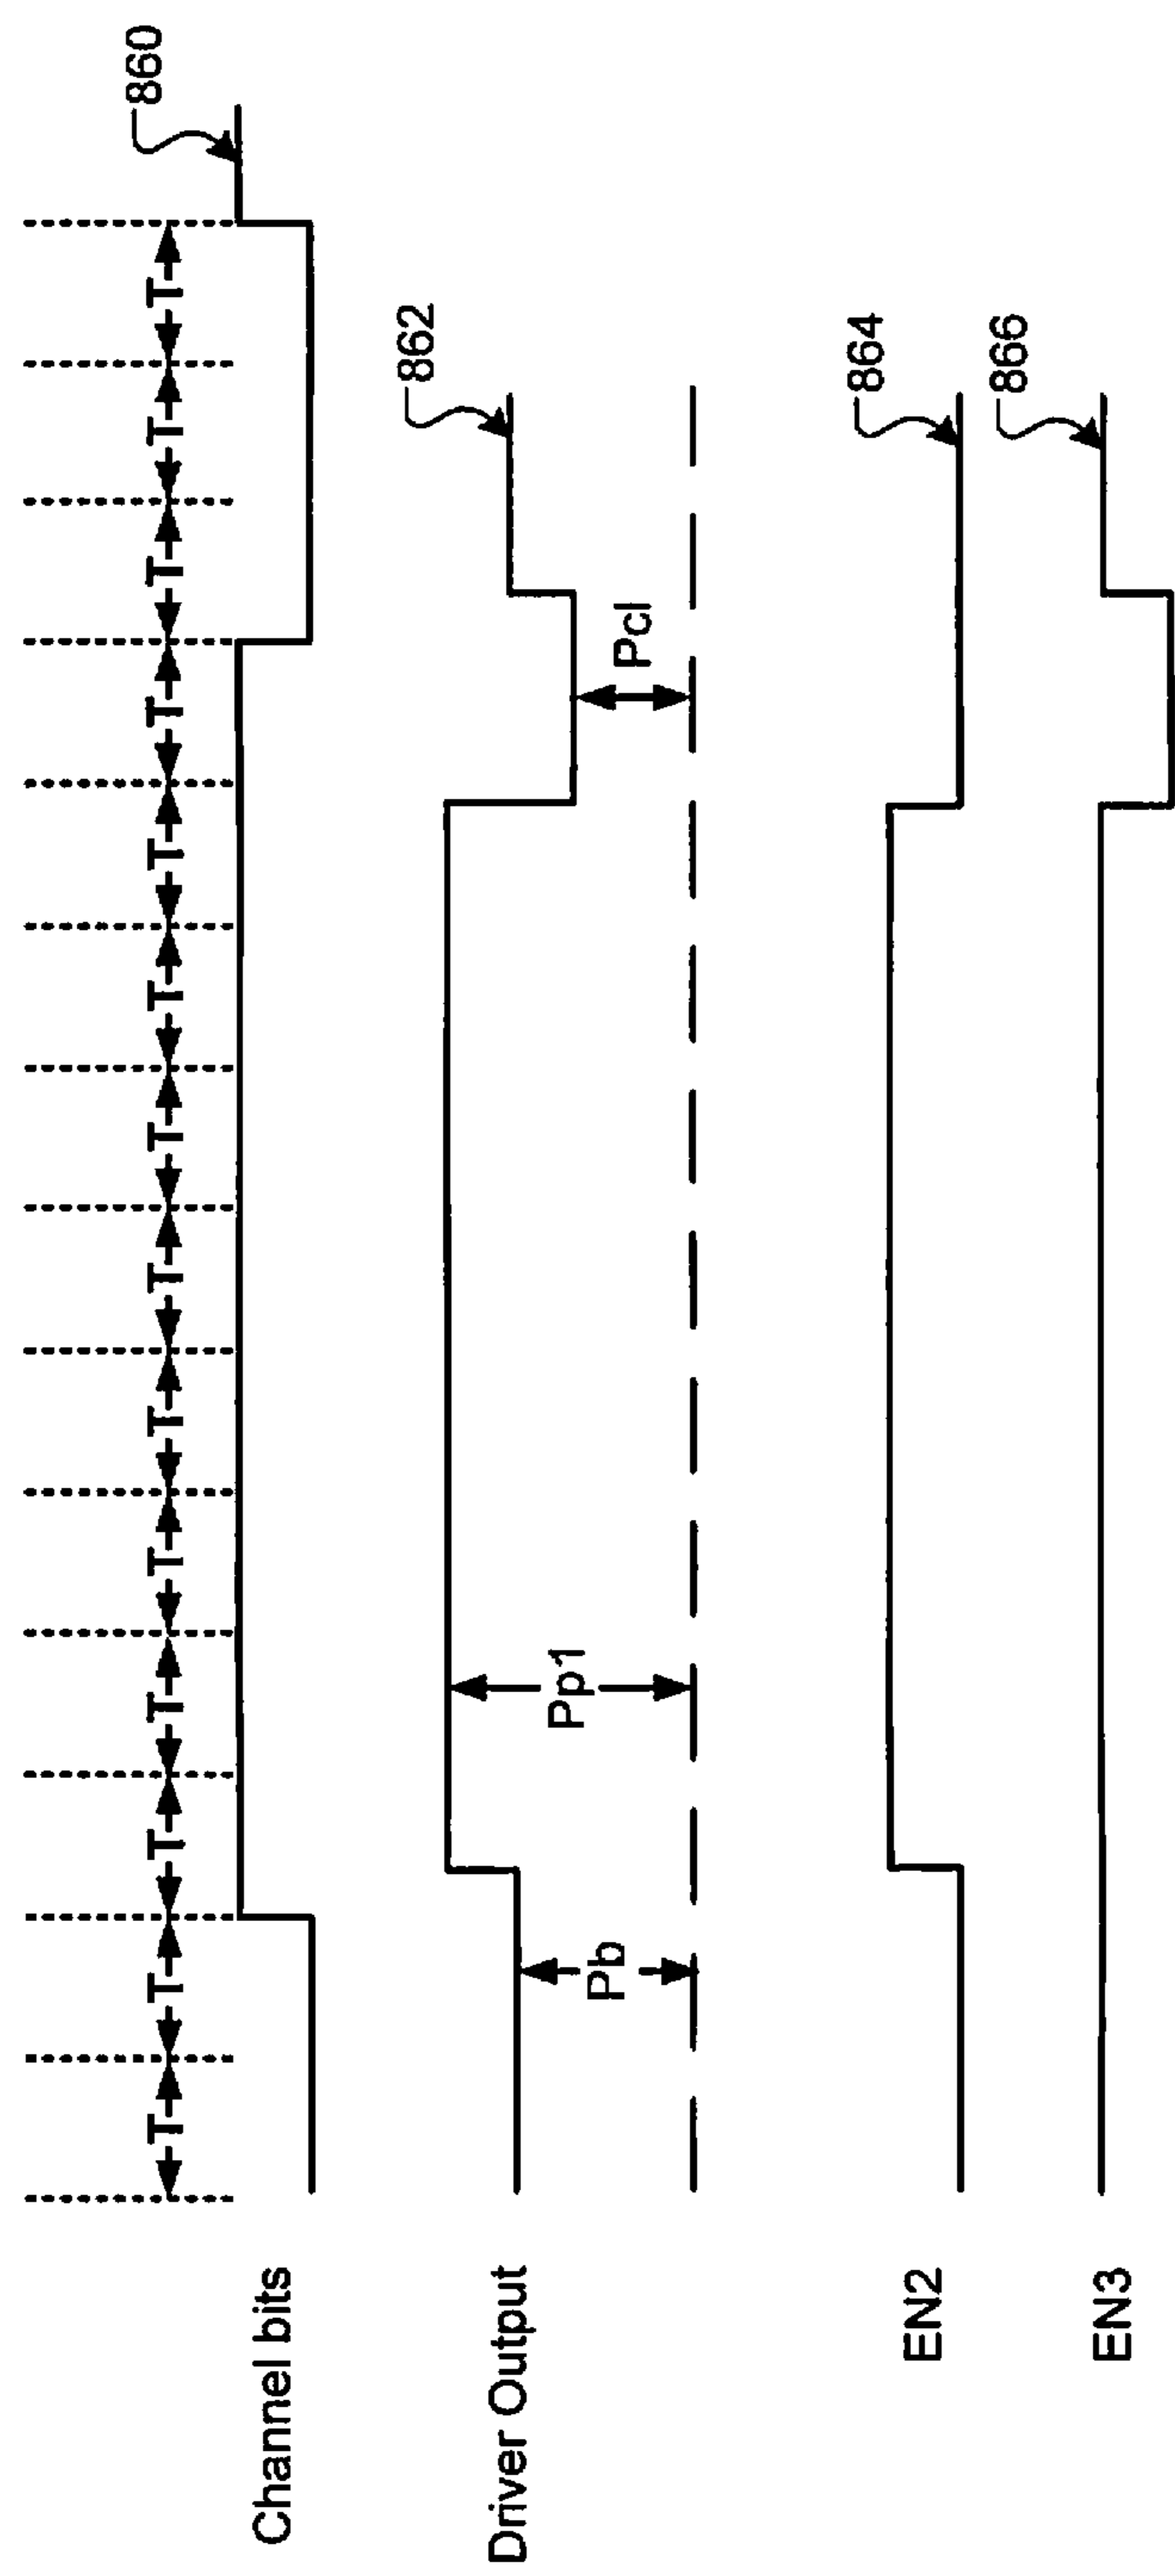 860
T T T T T T T T T T T T T T
Channel bits
862
Driver Output
Pb Pp1 Pcl
864
EN2
866
EN3